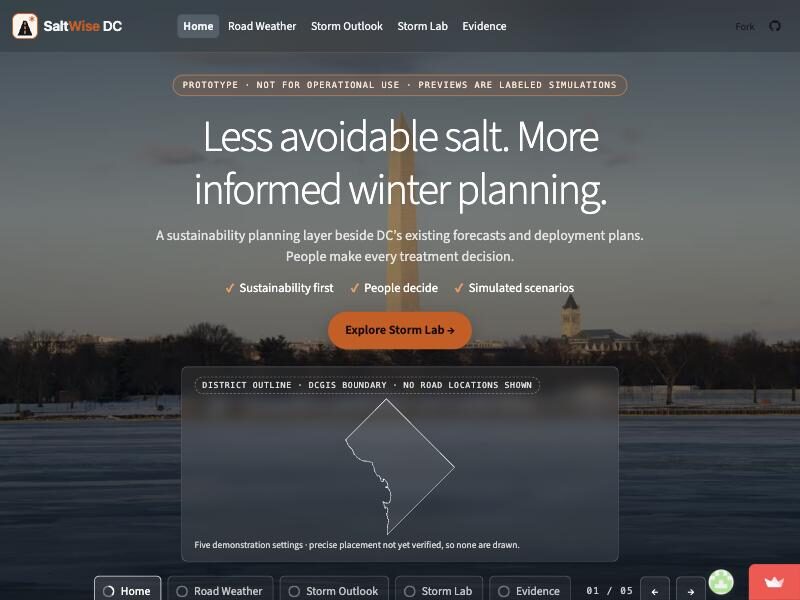 SaltWise DC
Home Road Weather Storm Outlook Storm Lab Evidence
Fork
PROTOTYPE · NOT FOR OPERATIONAL USE · PREVIEWS ARE LABELED SIMULATIONS
Less avoidable salt. More
informed winter planning.
A sustainability planning layer beside DC's existing forecasts and deployment plans.
People make every treatment decision.
✓ Sustainability first ✓ People decide ✓ Simulated scenarios
Explore Storm Lab →
DISTRICT OUTLINE · DCGIS BOUNDARY · NO ROAD LOCATIONS SHOWN
Five demonstration settings · precise placement not yet verified, so none are drawn.
Home Road Weather Storm Outlook Storm Lab Evidence 01 / 05 ← →